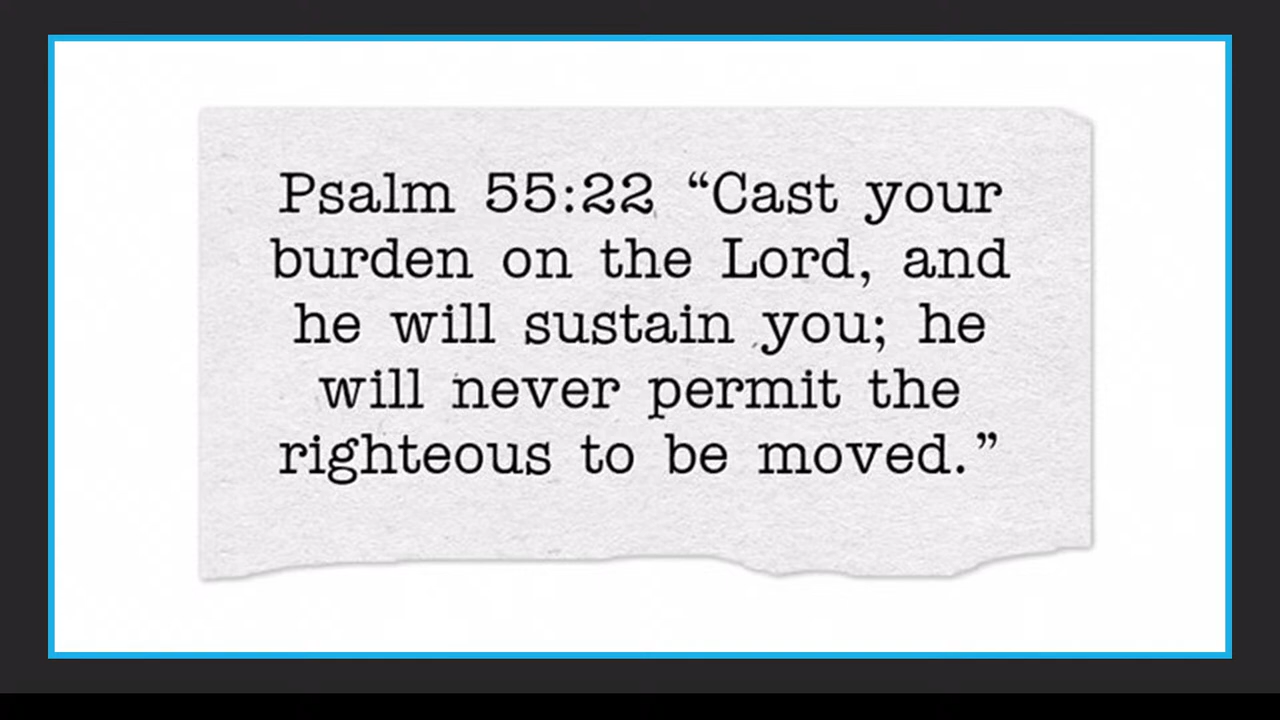 Psalm 55:22 “Cast your
burden on the Lord, and
he will sustain you; he
will never permit the
righteous to be moved.”